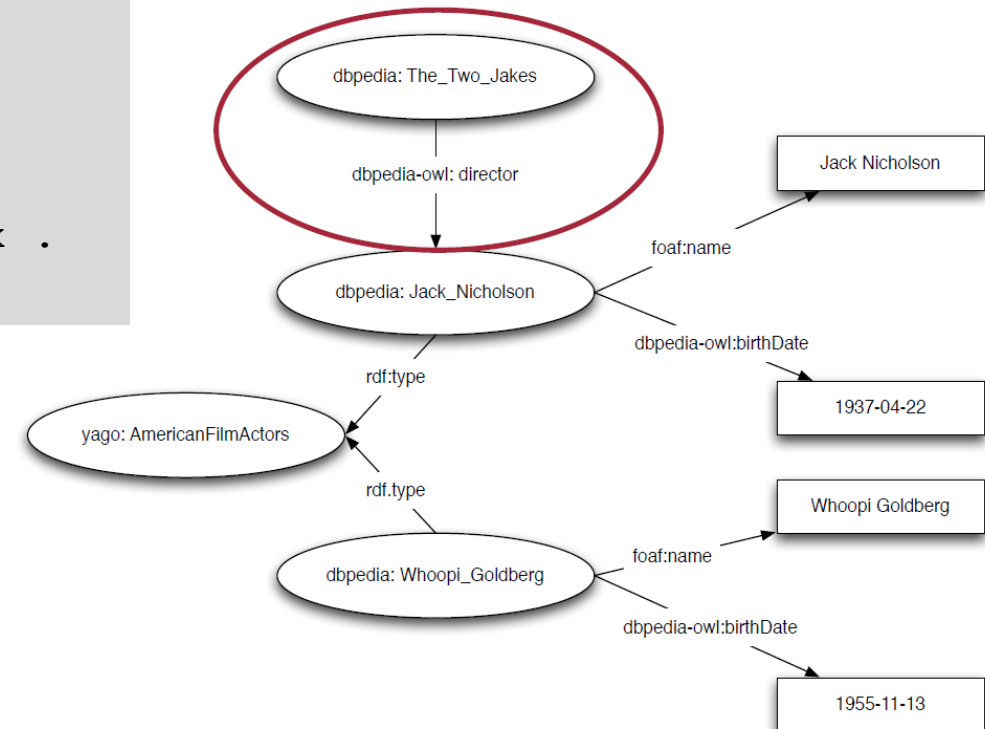 dbpedia: The_Two_Jakes
dbpedia-owl: director
Jack Nicholson
.
foaf:name
dbpedia: Jack_Nicholson
dbpedia-owl:birthDate
rdf:type
1937-04-22
yago: AmericanFilmActors
rdf.type
Whoopi Goldberg
foaf:name
dbpedia: Whoopi_Goldberg
dbpedia-owl:birthDate
1955-11-13